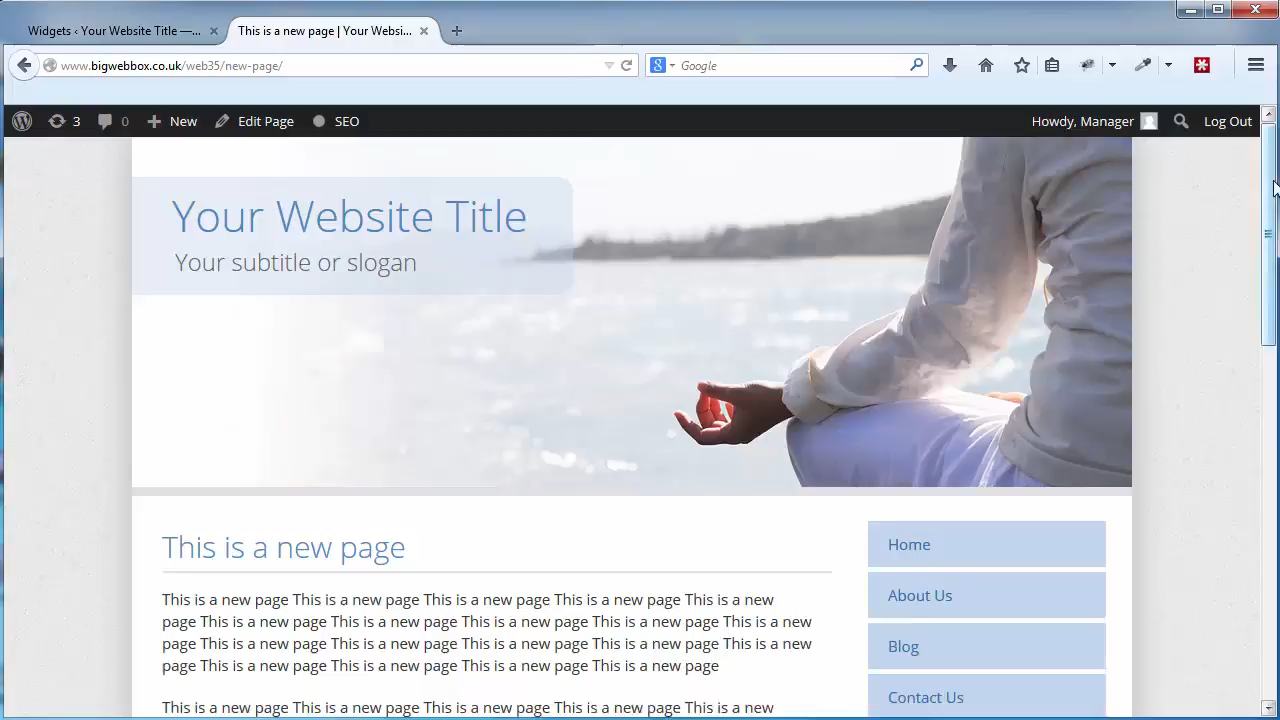 Widgets ‹ Your Website Title —...
This is a new page | Your Websi...
www.bigwebbox.co.uk/web35/new-page/
Google
3
0
New
Edit Page
SEO
Howdy, Manager
Log Out
Your Website Title
Your subtitle or slogan
This is a new page
This is a new page This is a new page This is a new page This is a new page This is a new
page This is a new page This is a new page This is a new page This is a new page This is a new
page This is a new page This is a new page This is a new page This is a new page This is a new
page This is a new page This is a new page This is a new page This is a new page
This is a new page This is a new page This is a new page This is a new page This is a new
Home
About Us
Blog
Contact Us